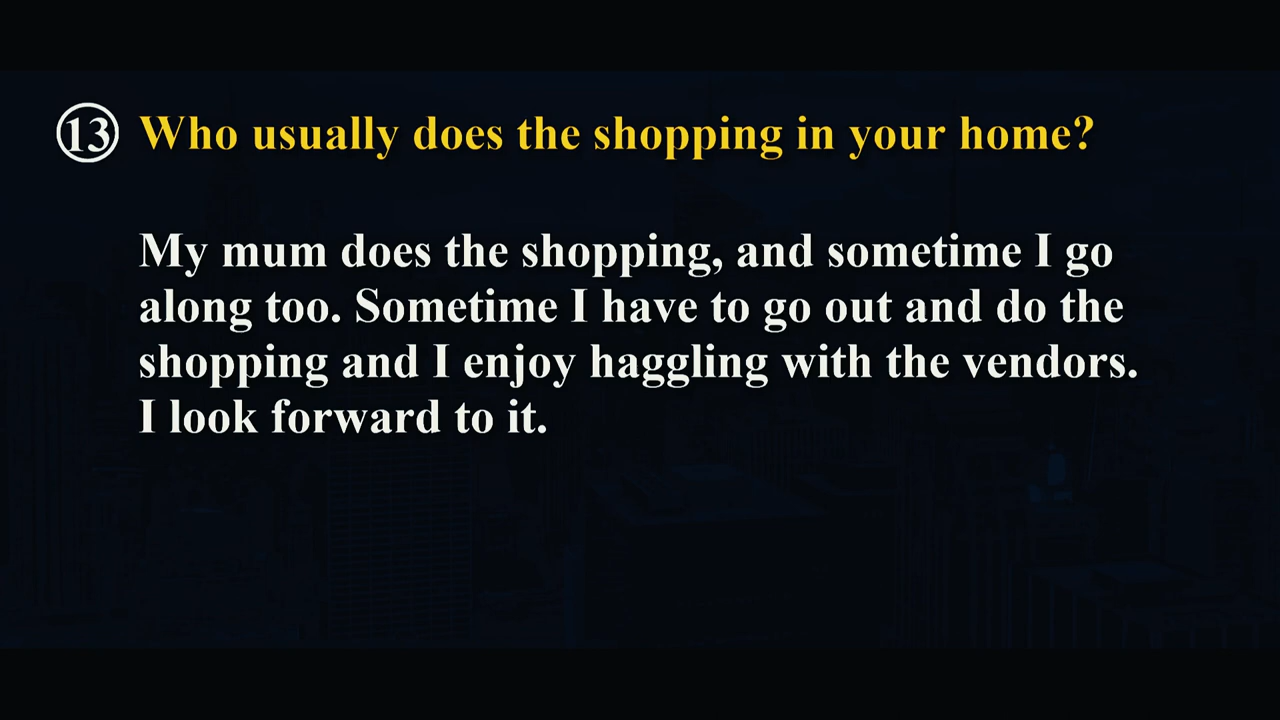 ⑬ Who usually does the shopping in your home?
My mum does the shopping, and sometime I go
along too. Sometime I have to go out and do the
shopping and I enjoy haggling with the vendors.
I look forward to it.